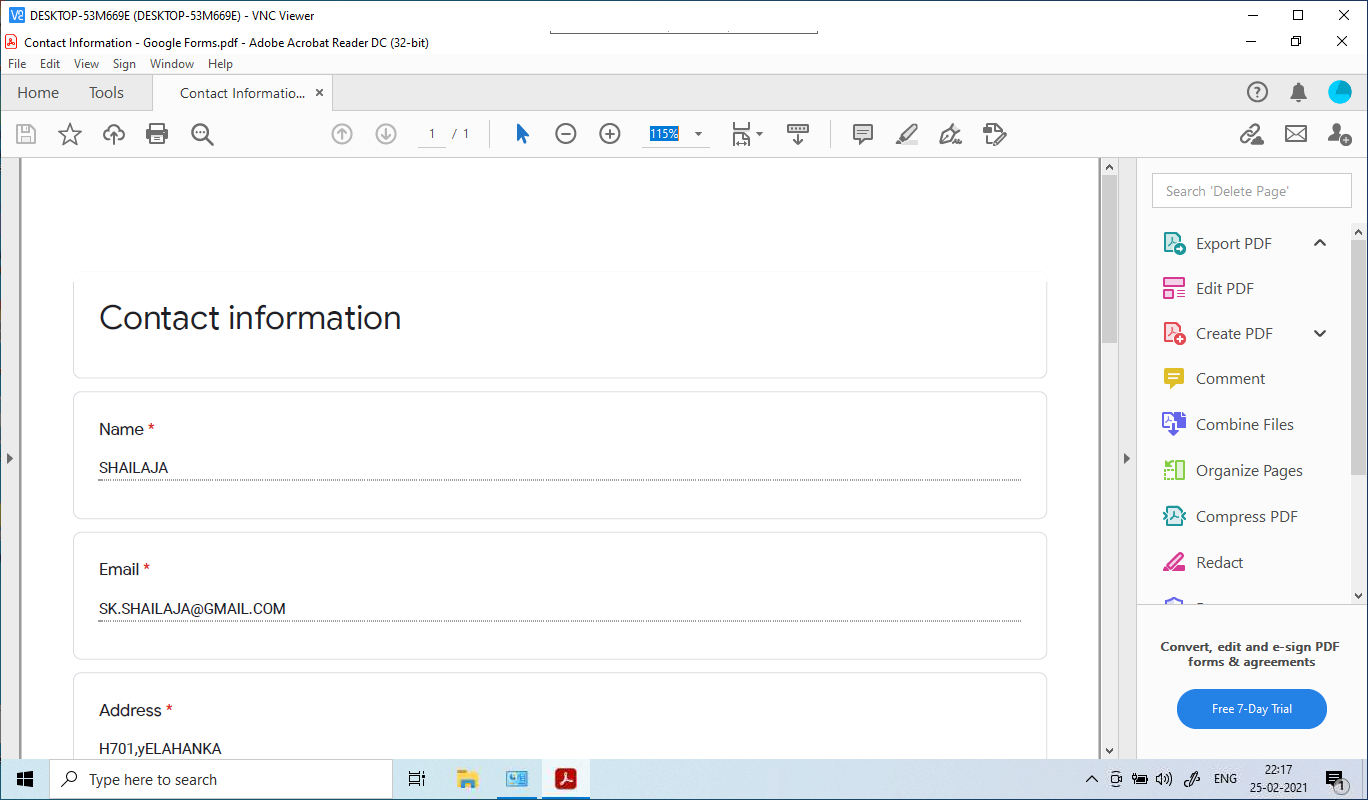 DESKTOP-53M669E (DESKTOP-53M669E) - VNC Viewer
Contact Information - Google Forms.pdf - Adobe Acrobat Reader DC (32-bit)
File Edit View Sign Window Help
Home Tools Contact Informatio... ×
1 / 1 115%
Contact information
Name *
SHAILAJA
Email *
SK.SHAILAJA@GMAIL.COM
Address *
H701,yELAHANKA
Search 'Delete Page'
Export PDF
Edit PDF
Create PDF
Comment
Combine Files
Organize Pages
Compress PDF
Redact
Convert, edit and e-sign PDF
forms & agreements
Free 7-Day Trial
Type here to search
ENG
22:17
25-02-2021
1